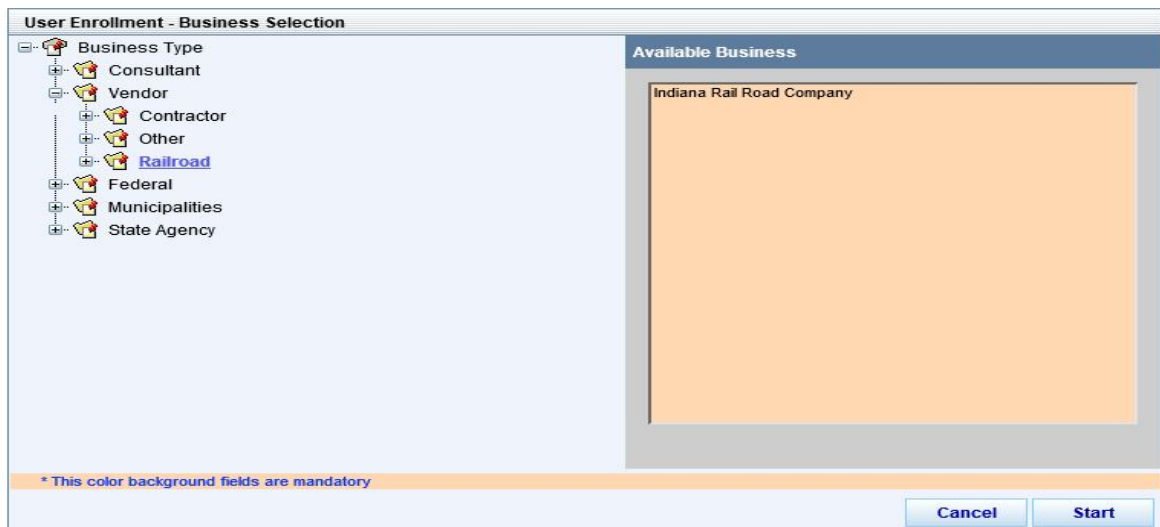 User Enrollment - Business Selection
Business Type
Consultant
Vendor
Contractor
Other
Railroad
Federal
Municipalities
State Agency
Available Business
Indiana Rail Road Company
* This color background fields are mandatory
Cancel
Start